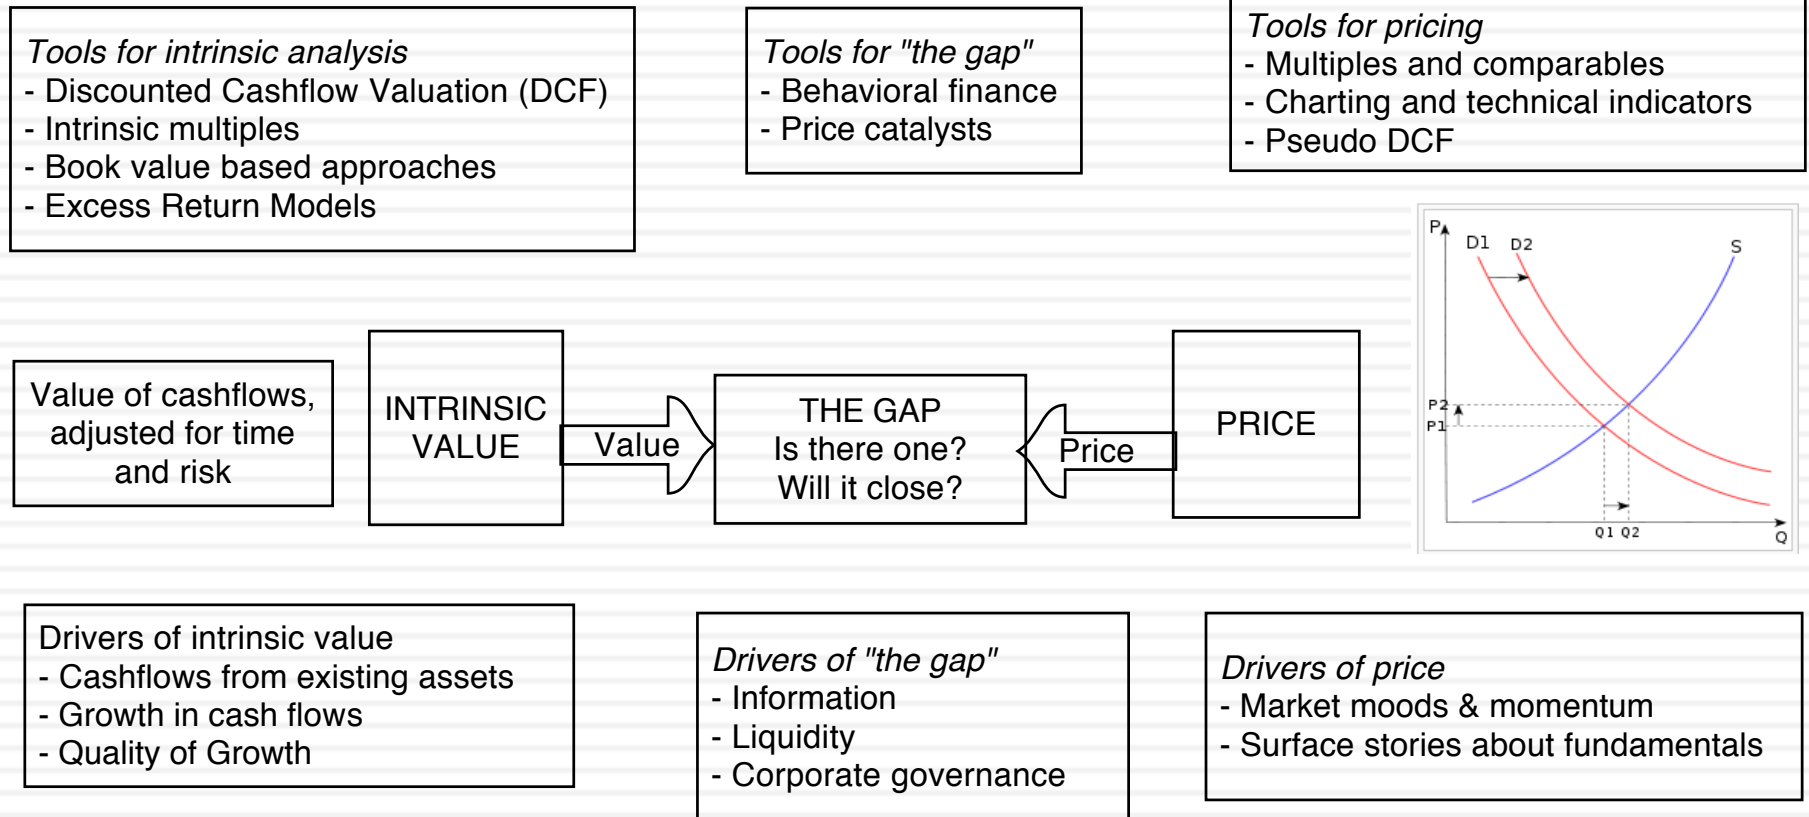 Tools for intrinsic analysis
- Discounted Cashflow Valuation (DCF)
- Intrinsic multiples
- Book value based approaches
- Excess Return Models
Tools for "the gap"
- Behavioral finance
- Price catalysts
Tools for pricing
- Multiples and comparables
- Charting and technical indicators
- Pseudo DCF
Value of cashflows,
adjusted for time
and risk
INTRINSIC
VALUE
Value
THE GAP
Is there one?
Will it close?
Price
PRICE
P
D1
D2
S
P2
P1
Q1
Q2
Q
Drivers of intrinsic value
- Cashflows from existing assets
- Growth in cash flows
- Quality of Growth
Drivers of "the gap"
- Information
- Liquidity
- Corporate governance
Drivers of price
- Market moods & momentum
- Surface stories about fundamentals